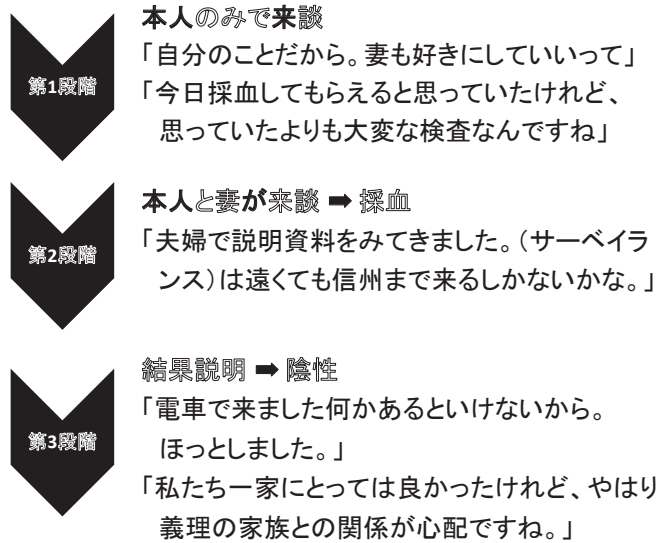 第1段階
本人のみで来談
「自分のことだから。妻も好きにしていいって」
「今日採血してもらえると思っていたけれど、
思っていたよりも大変な検査なんですね」
第2段階
本人と妻が来談 ➡ 採血
「夫婦で説明資料をみてきました。(サーベイラ
ンス)は遠くても信州まで来るしかないかな。」
第3段階
結果説明 ➡ 陰性
「電車で来ました何かあるといけないから。
ほっとしました。」
「私たち一家にとっては良かったけれど、やはり
義理の家族との関係が心配ですね。」